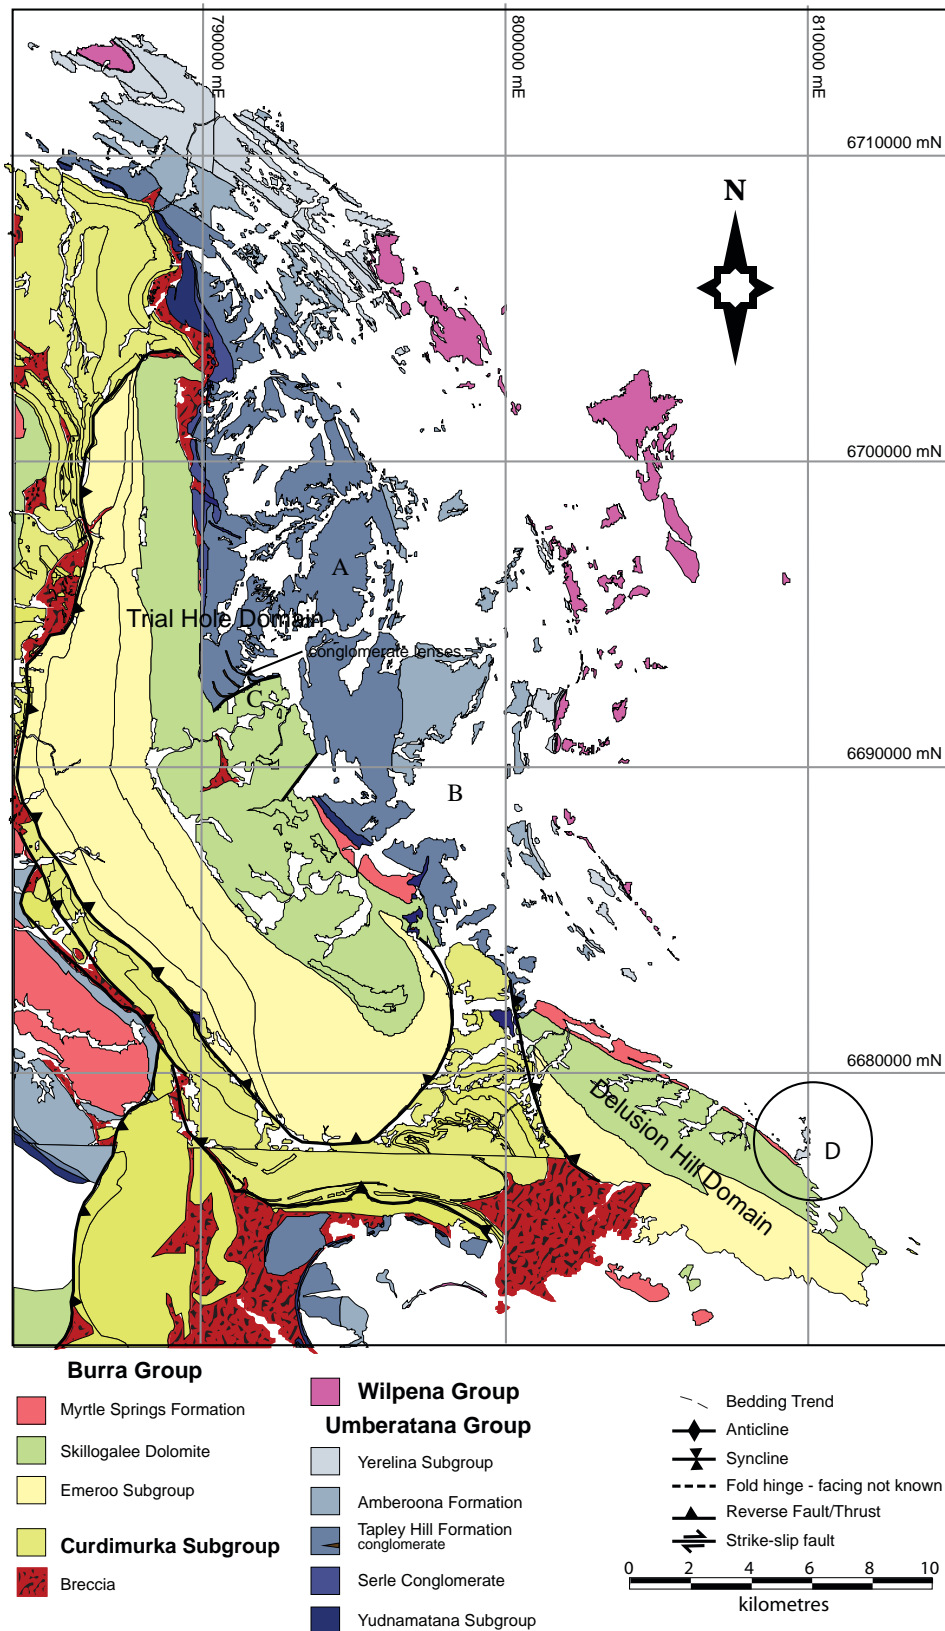 790000 mE
800000 mE
810000 mE
6710000 mN
N
6700000 mN
A
Trial Hole Domain
conglomerate lenses
C
6690000 mN
B
6680000 mN
Delusion Hill Domain
D
Burra Group
Myrtle Springs Formation
Skillogalee Dolomite
Emeroo Subgroup
Curdimurka Subgroup
Breccia
Wilpena Group
Umberatana Group
Yerelina Subgroup
Amberoona Formation
Tapley Hill Formation
conglomerate
Serle Conglomerate
Yudnamatana Subgroup
Bedding Trend
Anticline
Syncline
Fold hinge - facing not known
Reverse Fault/Thrust
Strike-slip fault
0 2 4 6 8 10
kilometres